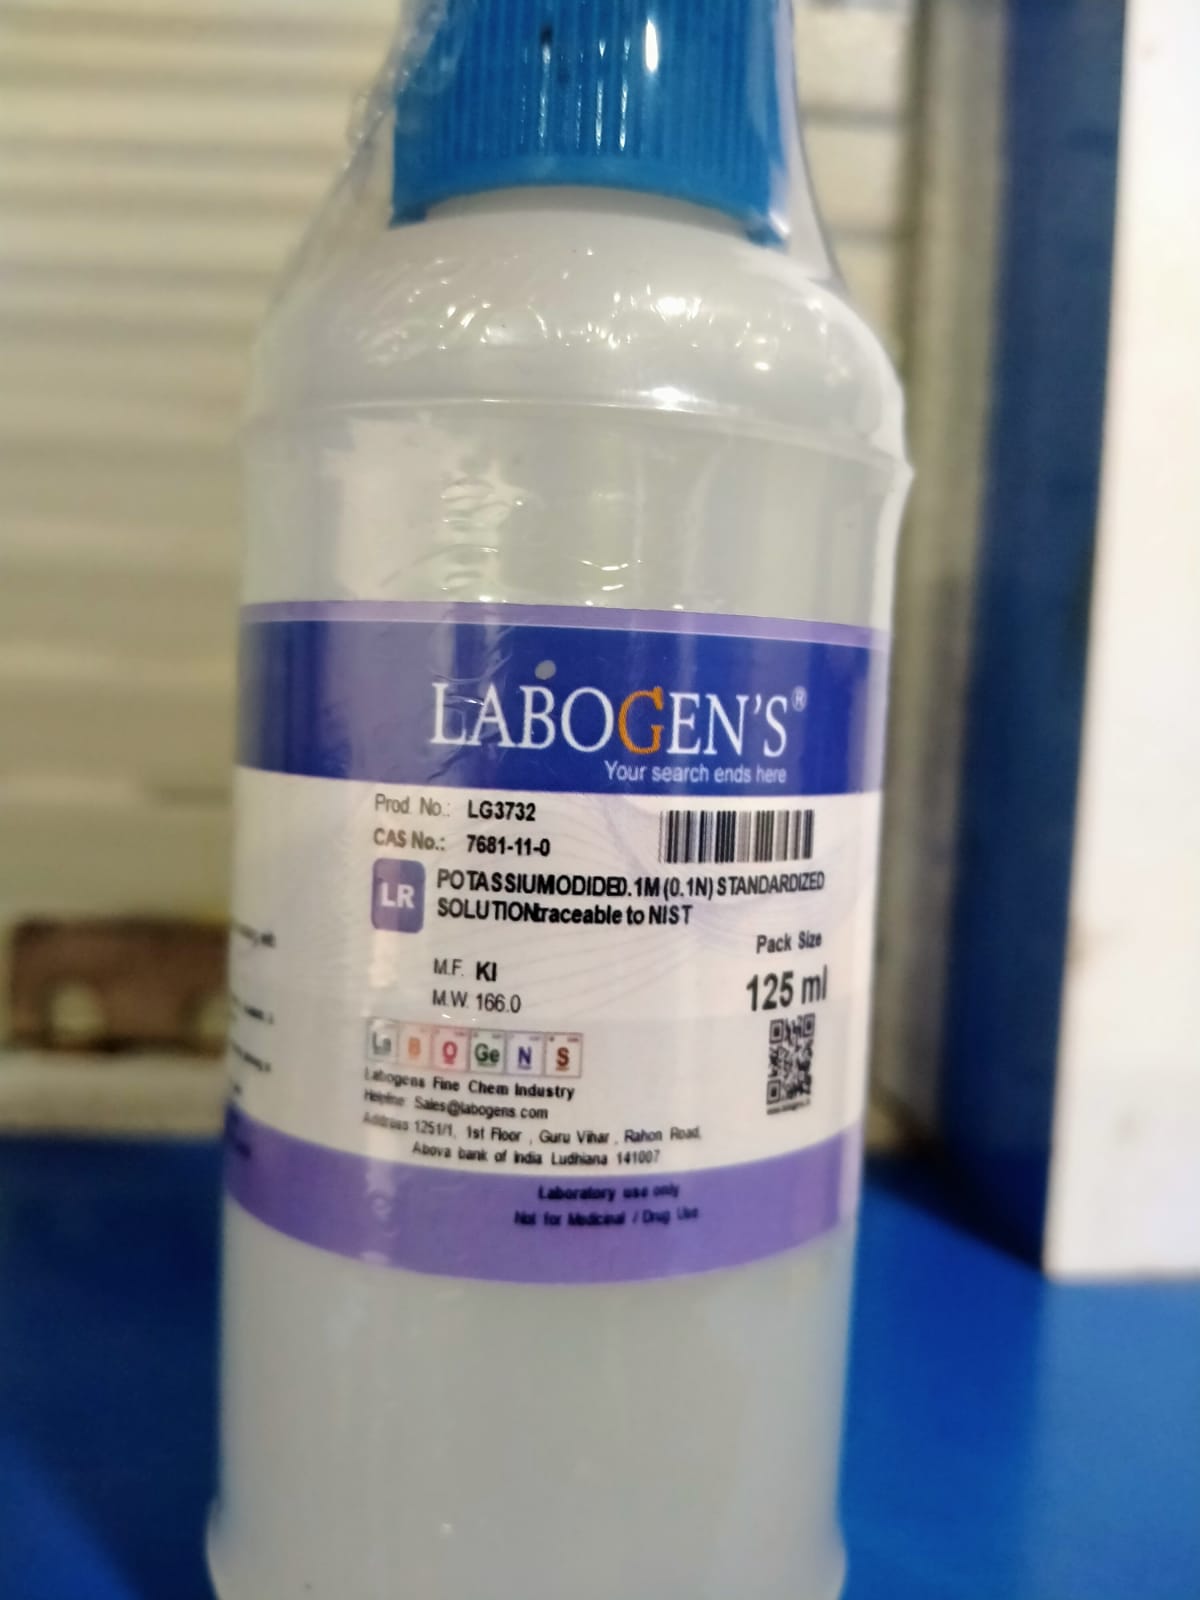 LABOGEN'S®
Your search ends here
Prod. No.: LG3732
CAS No.: 7681-11-0
LR
POTASSIUMODIDED.1M (0.1N) STANDARDIZED
SOLUTIONtraceable to NIST
Pack Size
125 ml
M.F. KI
M.W. 166.0
La B O Ge N S
Labogens Fine Chem Industry
Helpline: Sales@labogens.com
Address 1251/1, 1st Floor , Guru Vihar , Rahon Road,
Above bank of India Ludhiana 141007
Laboratory use only
Not for Medicinal / Drug Use